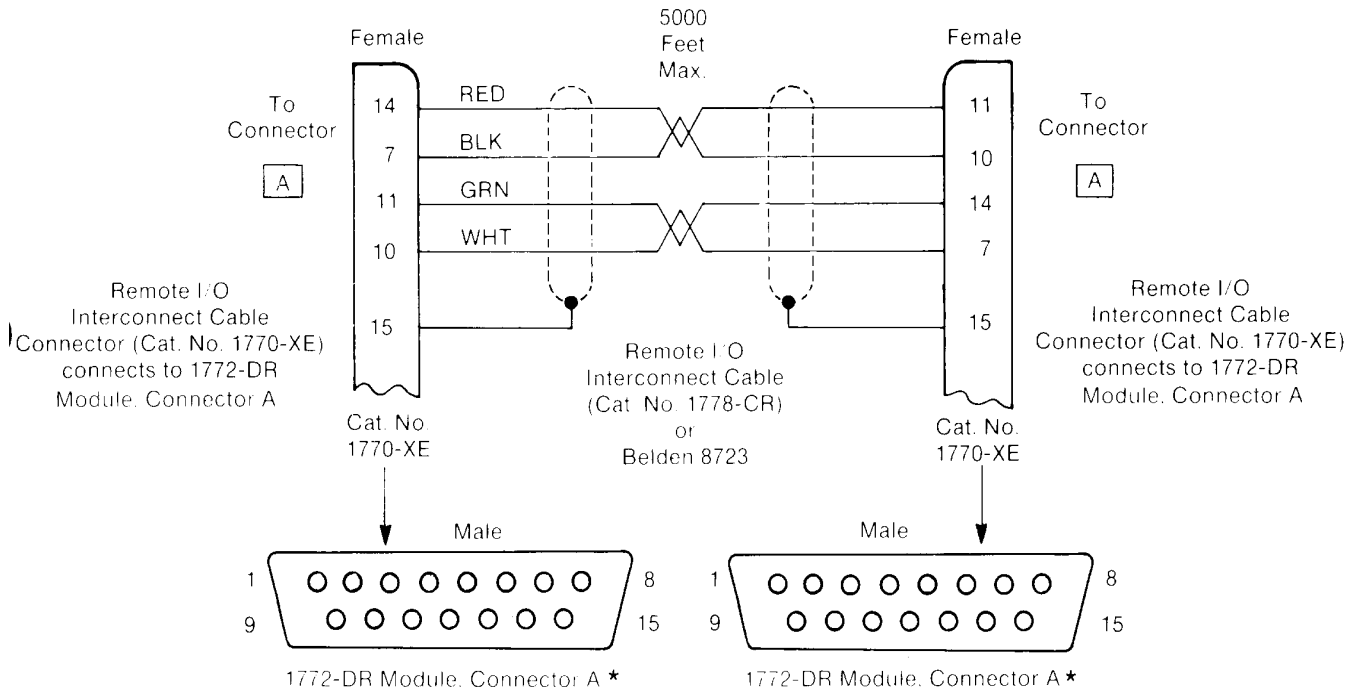 5000
Feet
Max.
Female
Female
To
Connector
A
14
7
11
10
15
RED
BLK
GRN
WHT
11
10
14
7
15
To
Connector
A
Remote I/O
Interconnect Cable
Connector (Cat. No. 1770-XE)
connects to 1772-DR
Module. Connector A
Cat. No.
1770-XE
Remote I/O
Interconnect Cable
(Cat. No. 1778-CR)
or
Belden 8723
Cat. No.
1770-XE
Remote I/O
Interconnect Cable
Connector (Cat. No. 1770-XE)
connects to 1772-DR
Module. Connector A
Male
1
8
9
15
1772-DR Module. Connector A *
Male
1
8
9
15
1772-DR Module. Connector A *